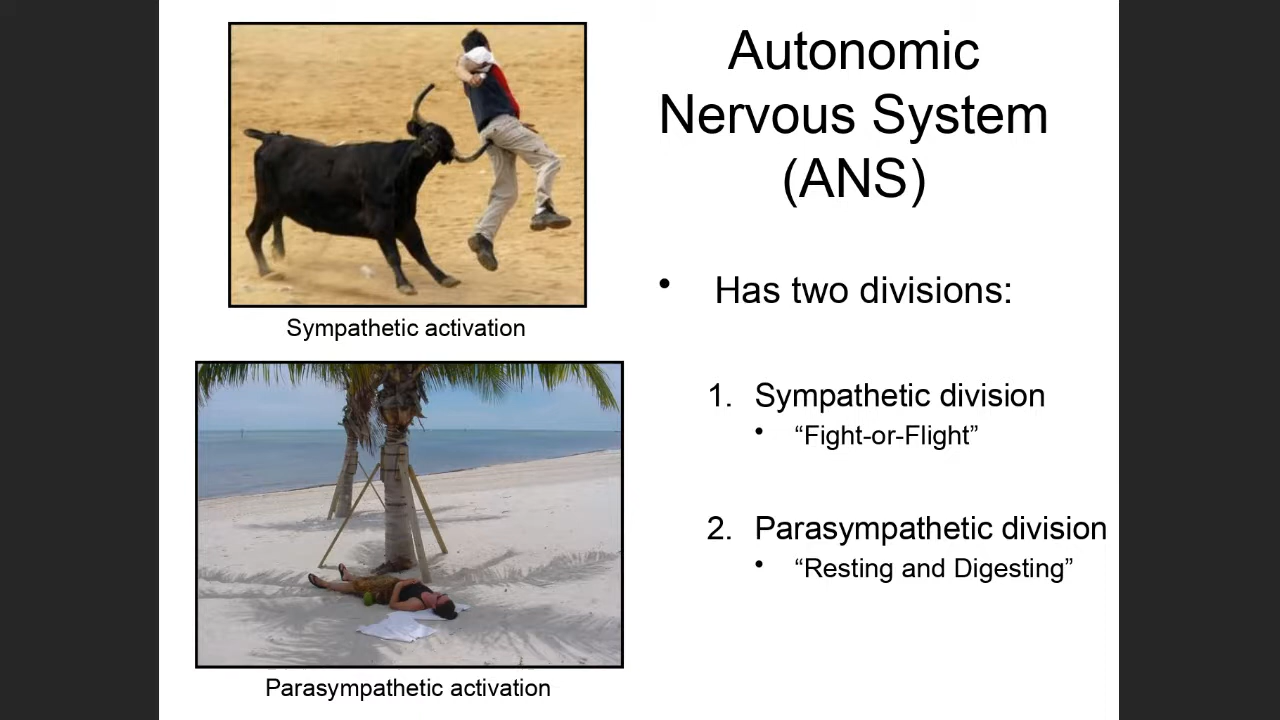 Autonomic
Nervous System
(ANS)
Sympathetic activation
• Has two divisions:
1. Sympathetic division
• “Fight-or-Flight”
2. Parasympathetic division
• “Resting and Digesting”
Parasympathetic activation